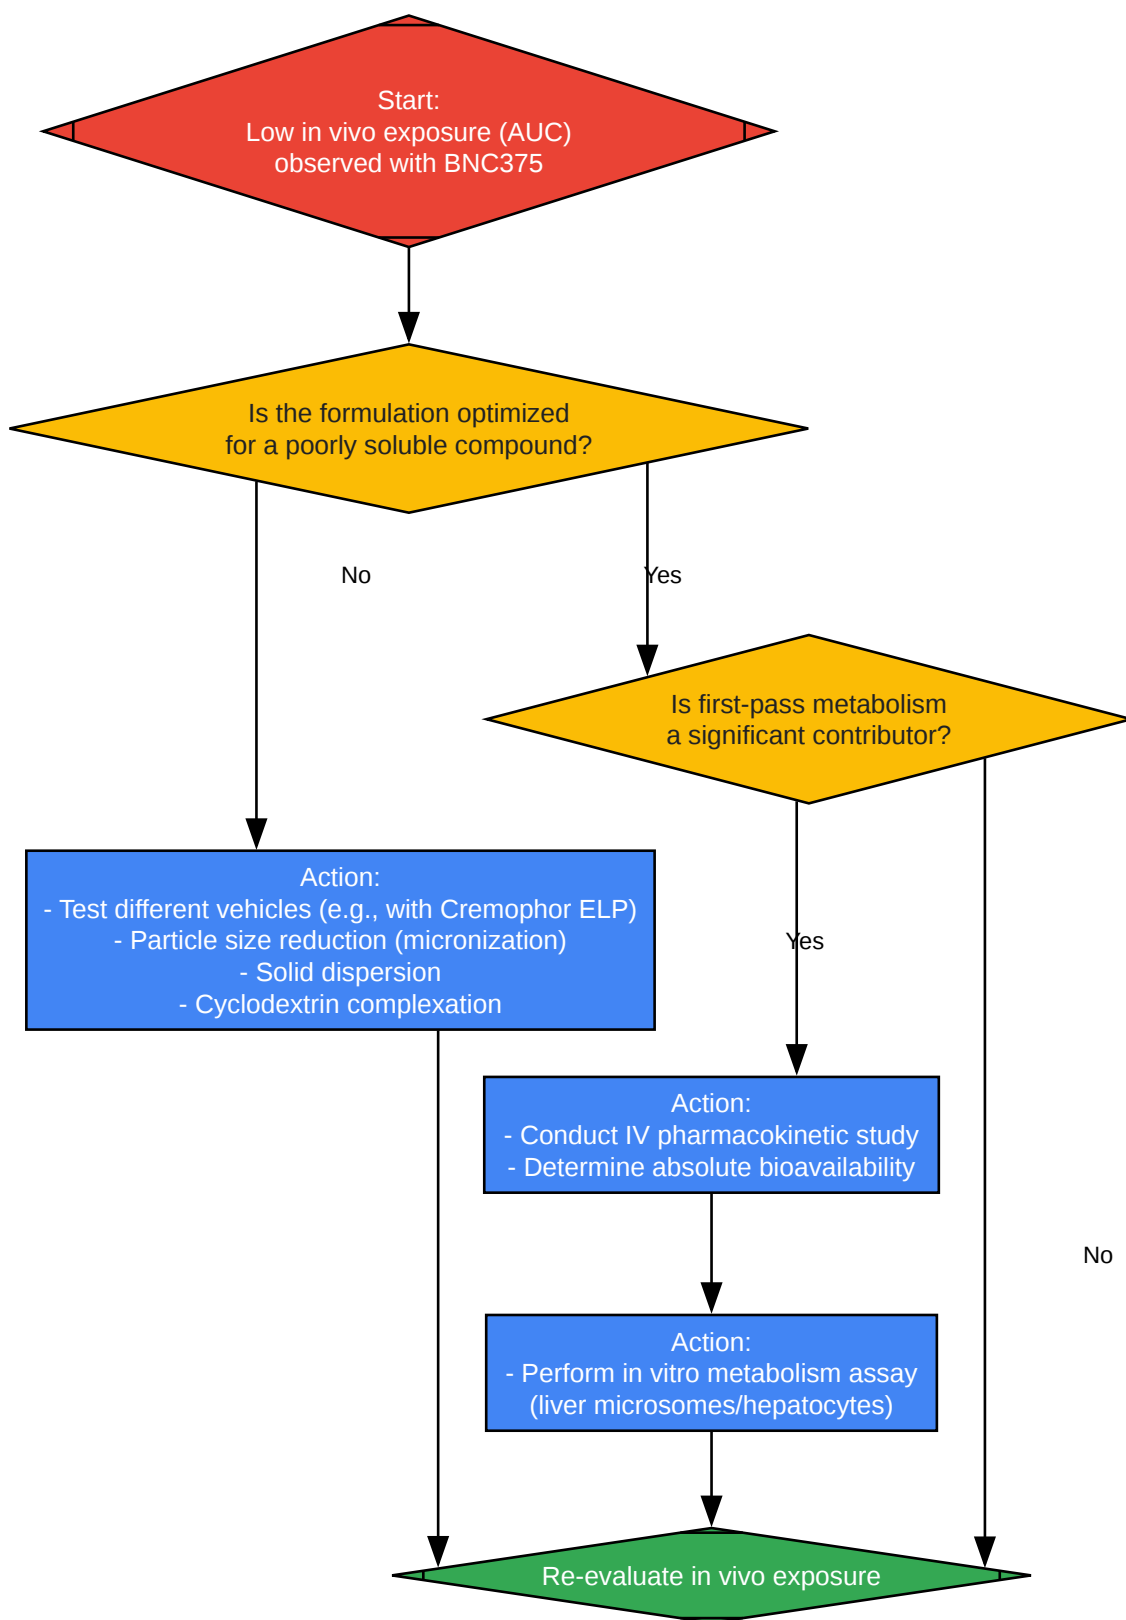 Start:
Low in vivo exposure (AUC)
observed with BNC375
Is the formulation optimized
for a poorly soluble compound?
No
Yes
Is first-pass metabolism
a significant contributor?
Action:
- Test different vehicles (e.g., with Cremophor ELP)
- Particle size reduction (micronization)
- Solid dispersion
- Cyclodextrin complexation
Yes
Action:
- Conduct IV pharmacokinetic study
- Determine absolute bioavailability
No
Action:
- Perform in vitro metabolism assay
(liver microsomes/hepatocytes)
Re-evaluate in vivo exposure